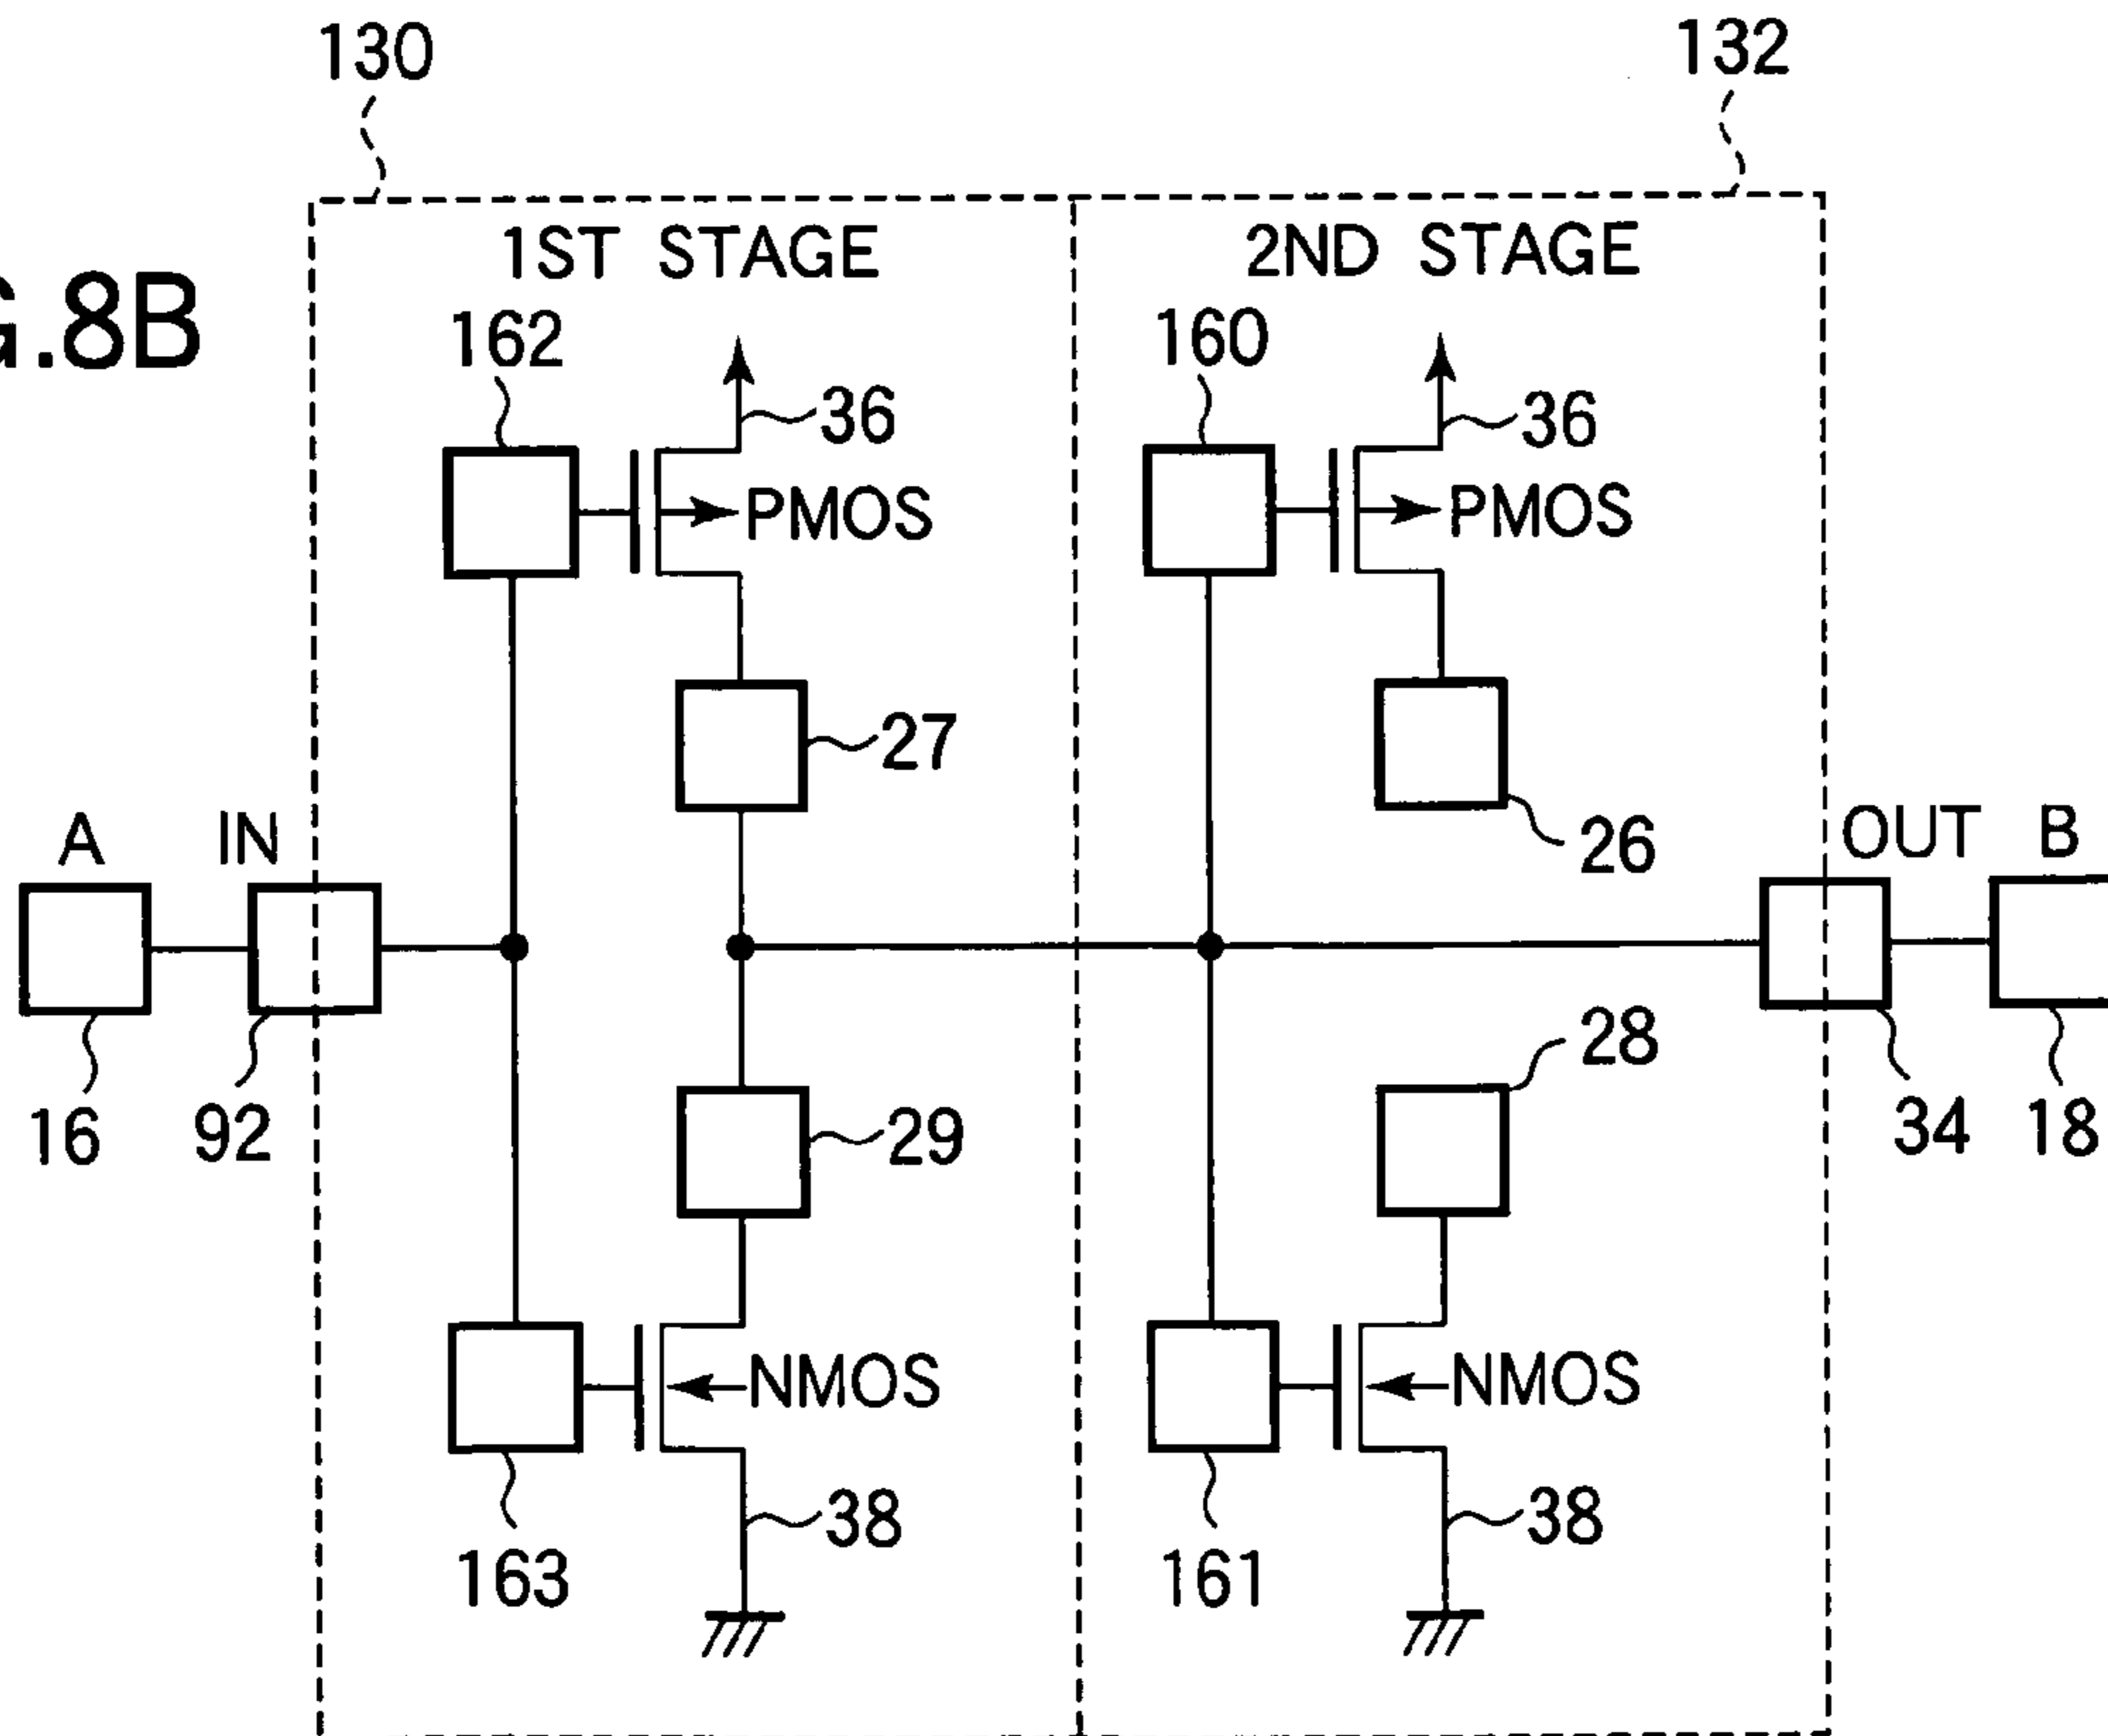 130
132
1ST STAGE
2ND STAGE
G.8B
162
160
36
36
PMOS
PMOS
27
26
A
IN
OUT
B
28
16
92
29
34
18
NMOS
NMOS
38
38
163
161